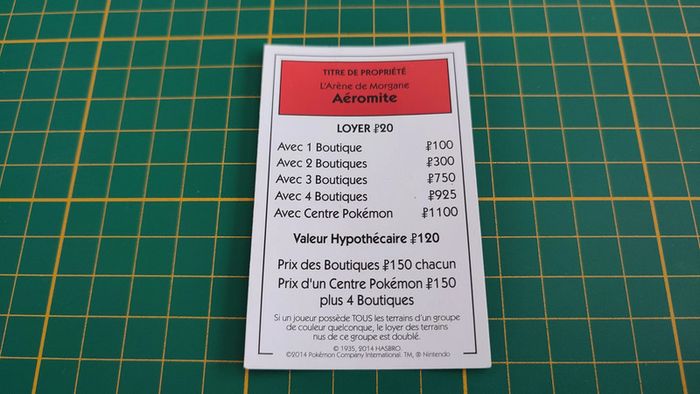 TITRE DE PROPRIÉTÉ
L'Arène de Morgane
Aéromite
LOYER ₽20
Avec 1 Boutique ₽100
Avec 2 Boutiques ₽300
Avec 3 Boutiques ₽750
Avec 4 Boutiques ₽925
Avec Centre Pokémon ₽1100
Valeur Hypothécaire ₽120
Prix des Boutiques ₽150 chacun
Prix d'un Centre Pokémon ₽150
plus 4 Boutiques
Si un joueur possède TOUS les terrains d'un groupe
de couleur quelconque, le loyer des terrains
nus de ce groupe est doublé.
© 1935, 2014 HASBRO.
©2014 Pokémon Company International. TM, ® Nintendo